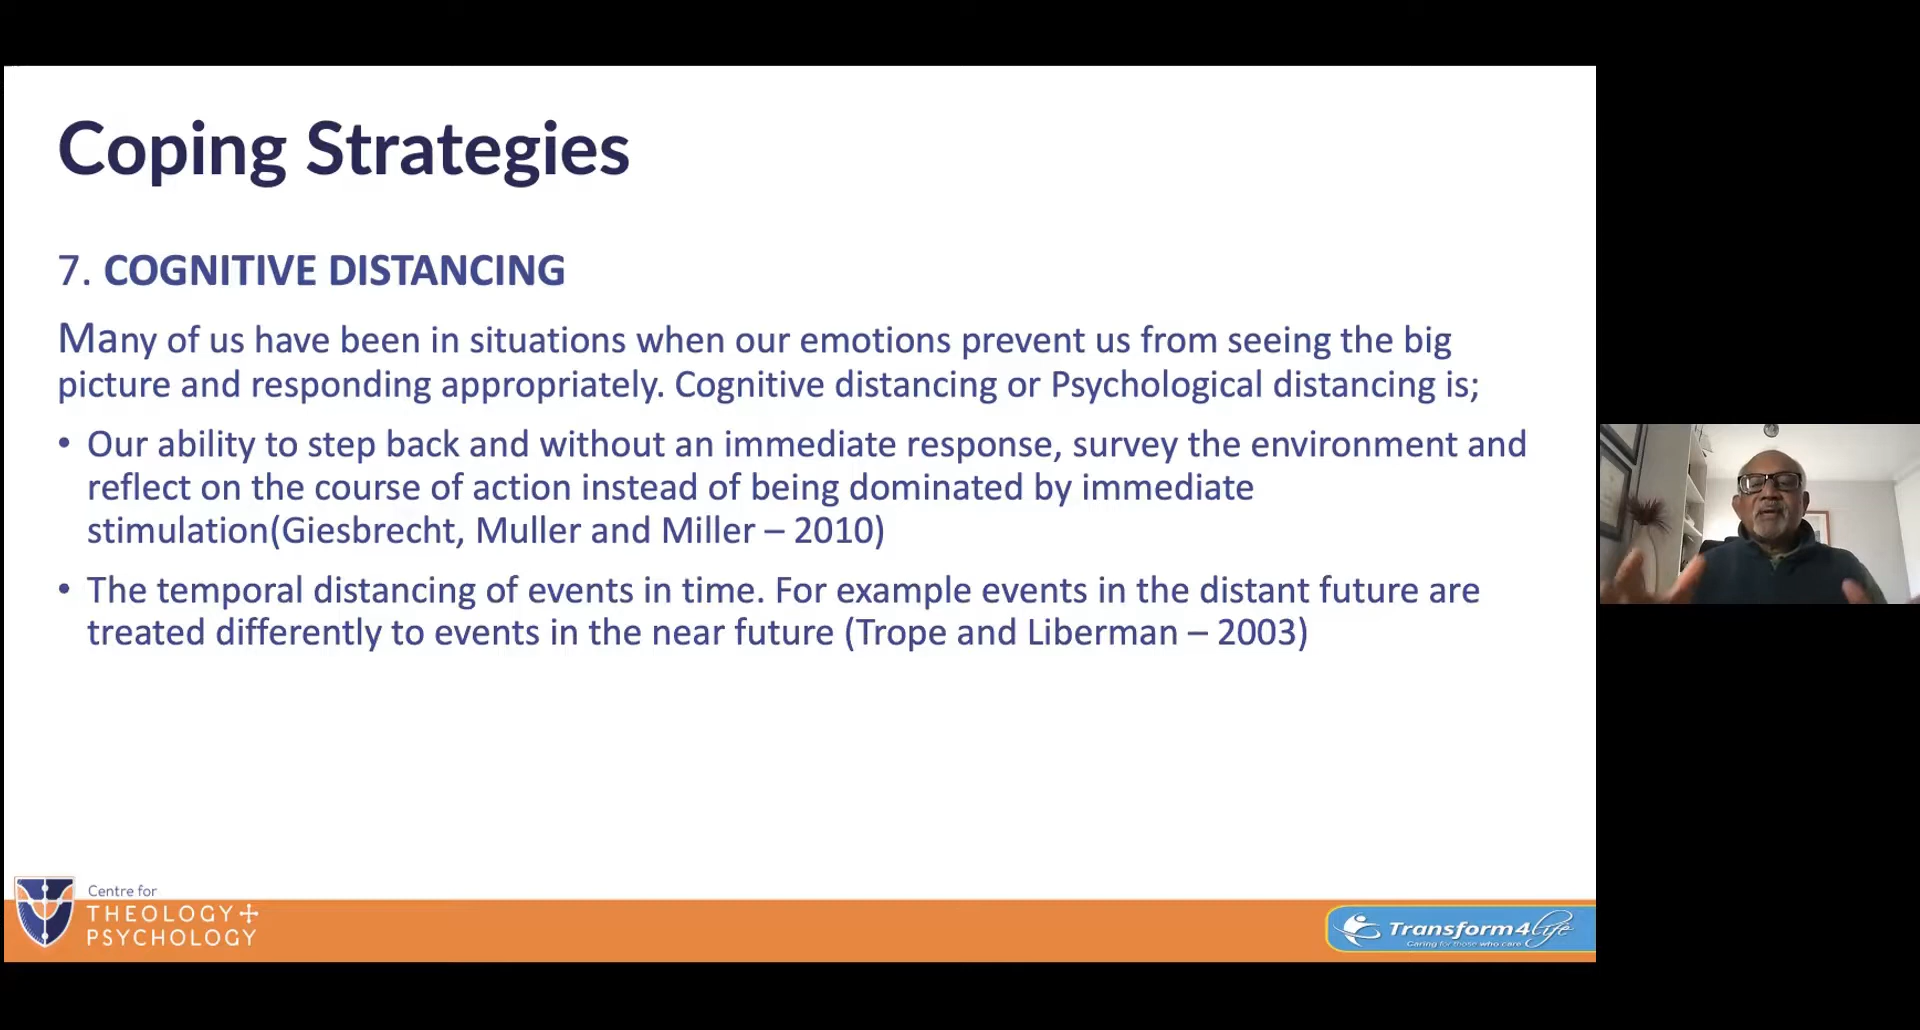 Coping Strategies
7. COGNITIVE DISTANCING
Many of us have been in situations when our emotions prevent us from seeing the big
picture and responding appropriately. Cognitive distancing or Psychological distancing is;
• Our ability to step back and without an immediate response, survey the environment and
reflect on the course of action instead of being dominated by immediate
stimulation(Giesbrecht, Muller and Miller – 2010)
• The temporal distancing of events in time. For example events in the distant future are
treated differently to events in the near future (Trope and Liberman – 2003)
Centre for
THEOLOGY+
PSYCHOLOGY
Transform4life
Caring for those who care